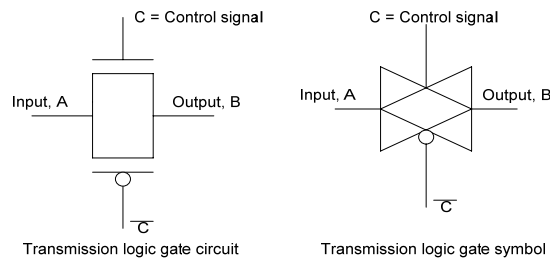 C = Control signal
Input, A
Output, B
C̅
Transmission logic gate circuit
C = Control signal
Input, A
Output, B
C̅
Transmission logic gate symbol